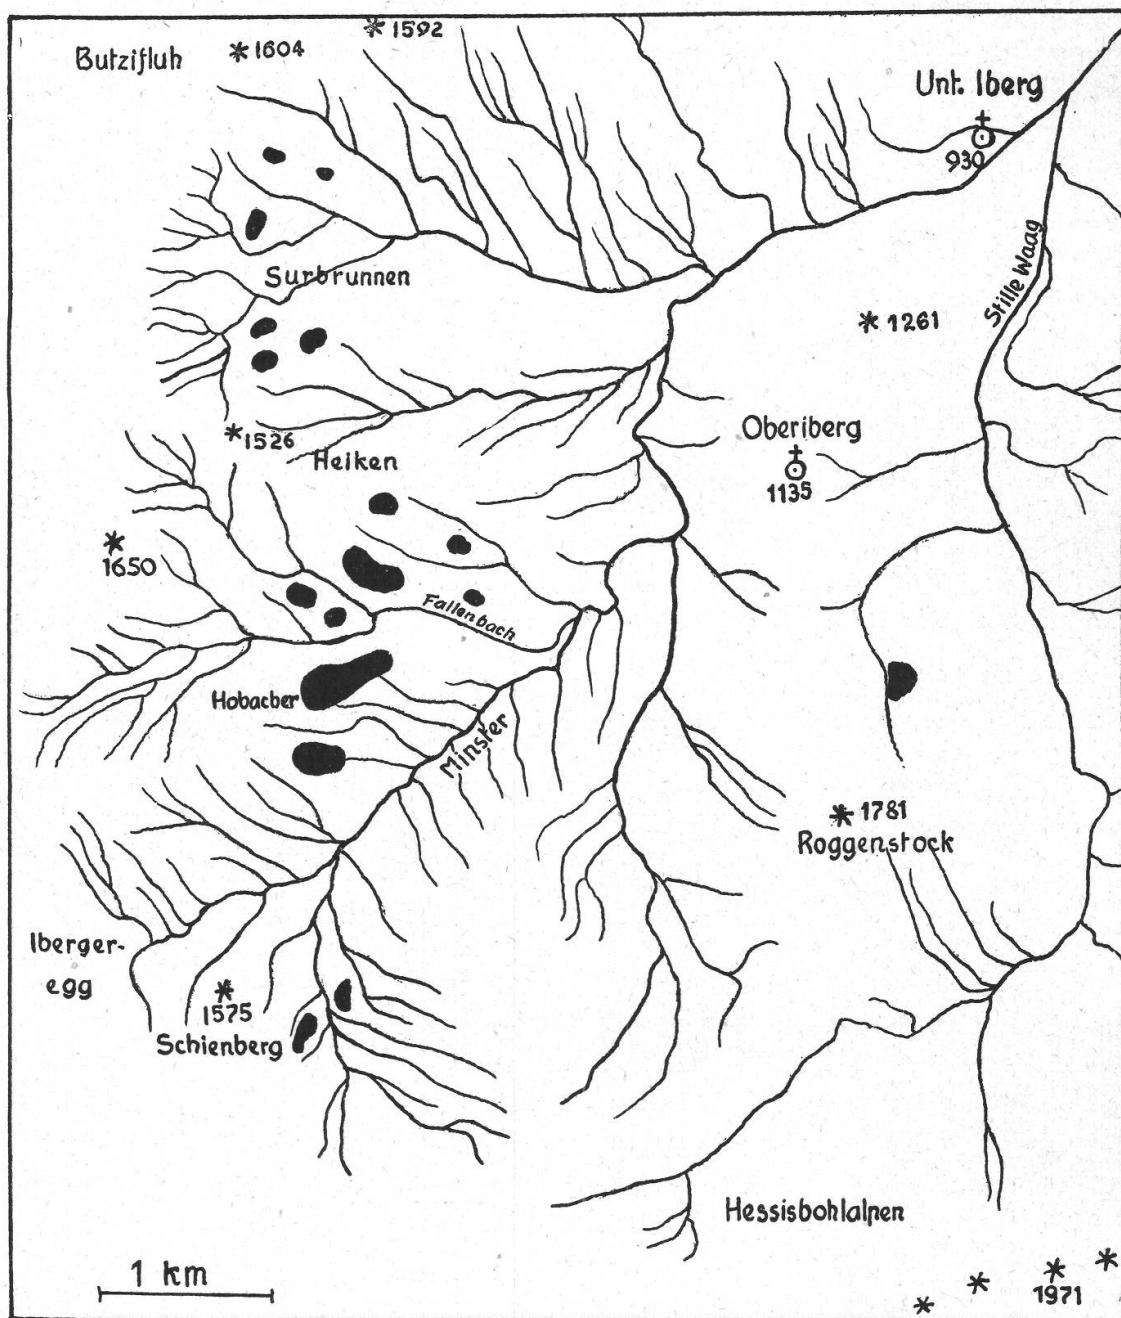 1592
Butzifluh
1604
Unt. Iberg
930
Stille Waag
Surbrunnen
1261
Oberiberg
1135
1526
Heiken
1650
Fallenbach
Hobacher
Minster
1781
Roggenstock
Iberger-
egg
1575
Schienberg
Hessisbohlalpen
1 km
1971